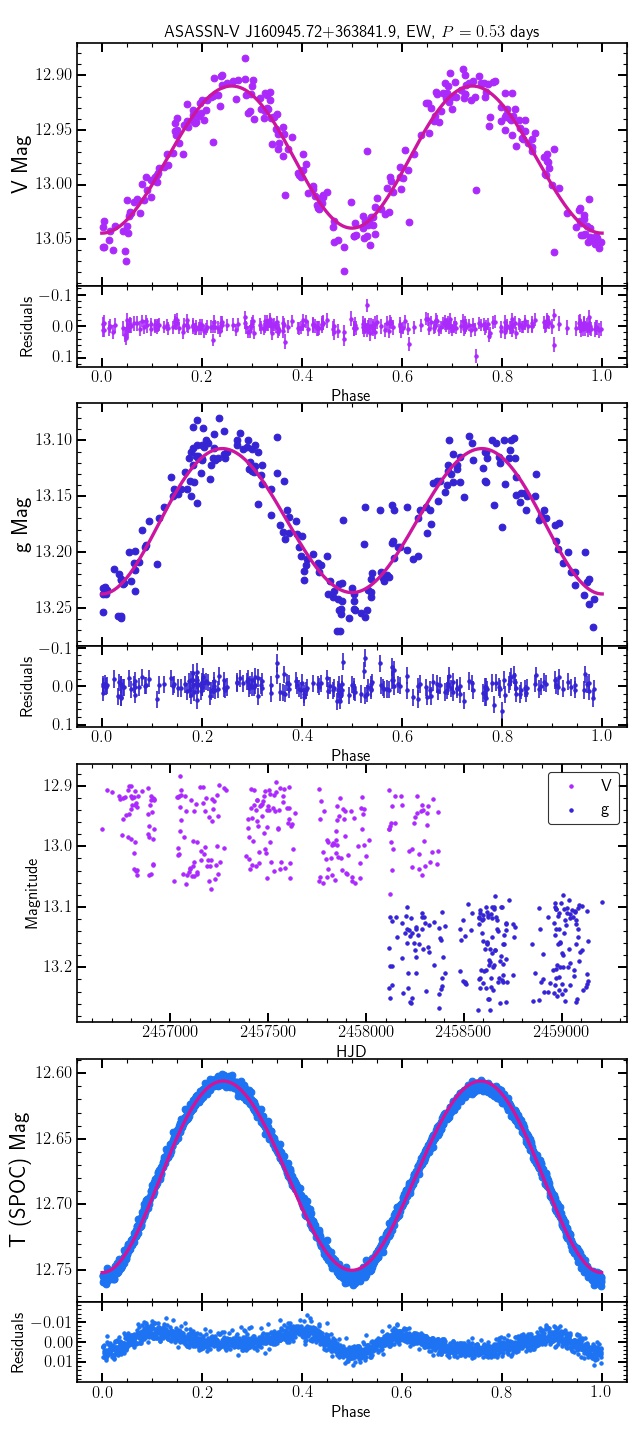 ASASSN-V J160945.72+363841.9, EW, P = 0.53 days
12.90
12.95
13.00
13.05
V Mag
−0.1
0.0
0.1
Residuals
0.0 0.2 0.4 0.6 0.8 1.0
Phase
13.10
13.15
13.20
13.25
g Mag
−0.1
0.0
0.1
Residuals
0.0 0.2 0.4 0.6 0.8 1.0
Phase
12.9
13.0
13.1
13.2
Magnitude
V
g
2457000 2457500 2458000 2458500 2459000
HJD
12.60
12.65
12.70
12.75
T (SPOC) Mag
−0.01
0.00
0.01
Residuals
0.0 0.2 0.4 0.6 0.8 1.0
Phase